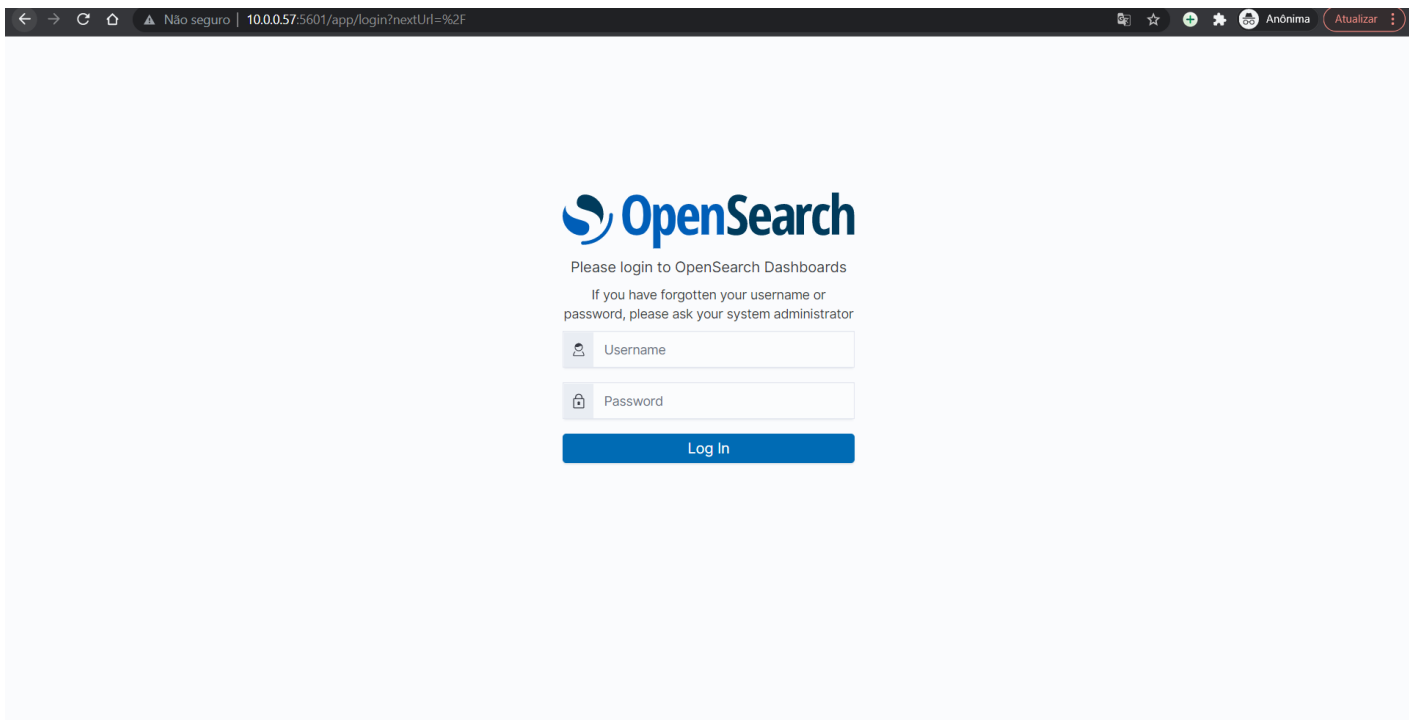 Não seguro | 10.0.0.57:5601/app/login?nextUrl=%2F Anônima Atualizar
OpenSearch
Please login to OpenSearch Dashboards
If you have forgotten your username or
password, please ask your system administrator
Username
Password
Log In